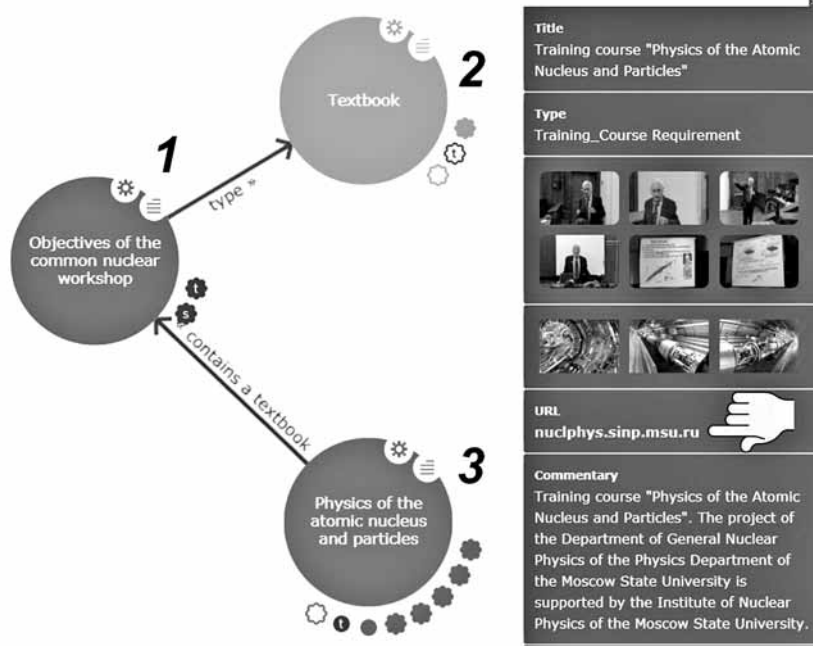 1
2
Textbook
type »
Objectives of the
common nuclear
workshop
t
t
s
« contains a textbook
3
Physics of the
atomic nucleus
and particles
t
Title
Training course "Physics of the Atomic
Nucleus and Particles"
Type
Training_Course Requirement
URL
nuclphys.sinp.msu.ru
Commentary
Training course "Physics of the Atomic
Nucleus and Particles". The project of
the Department of General Nuclear
Physics of the Physics Department of
the Moscow State University is
supported by the Institute of Nuclear
Physics of the Moscow State University.